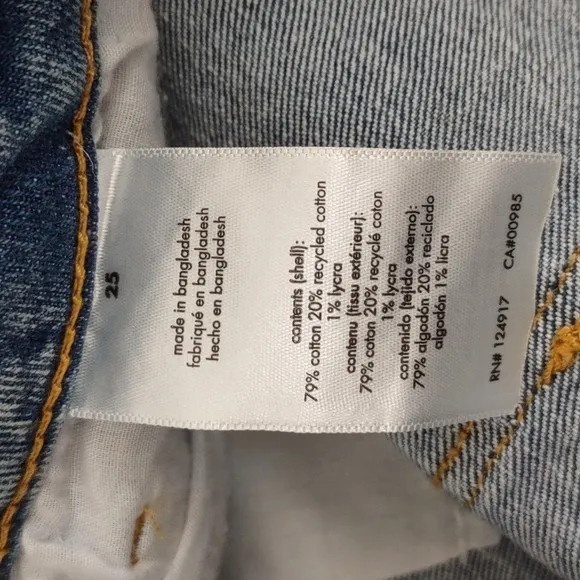 25
made in bangladesh
fabriqué en bangladesh
hecho en bangladesh
contents (shell):
79% cotton 20% recycled cotton
1% lycra
contenu (tissu extérieur):
79% coton 20% recyclé coton
1% lycra
contenido (tejido externo):
79% algodón 20% reciclado
algodón 1% licra
RN# 124917 CA#00985